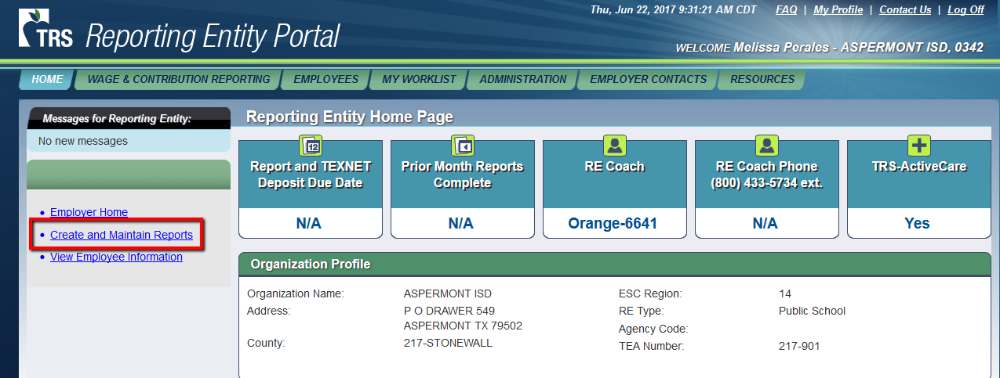 Thu, Jun 22, 2017 9:31:21 AM CDT FAQ | My Profile | Contact Us | Log Off
TRS Reporting Entity Portal
WELCOME Melissa Perales - ASPERMONT ISD, 0342
HOME WAGE & CONTRIBUTION REPORTING EMPLOYEES MY WORKLIST ADMINISTRATION EMPLOYER CONTACTS RESOURCES
Messages for Reporting Entity:
No new messages
Employer Home
Create and Maintain Reports
View Employee Information
Reporting Entity Home Page
12
Report and TEXNET
Deposit Due Date
N/A
Prior Month Reports
Complete
N/A
RE Coach
Orange-6641
RE Coach Phone
(800) 433-5734 ext.
N/A
TRS-ActiveCare
Yes
Organization Profile
Organization Name: ASPERMONT ISD
Address: P O DRAWER 549
ASPERMONT TX 79502
County: 217-STONEWALL
ESC Region: 14
RE Type: Public School
Agency Code:
TEA Number: 217-901